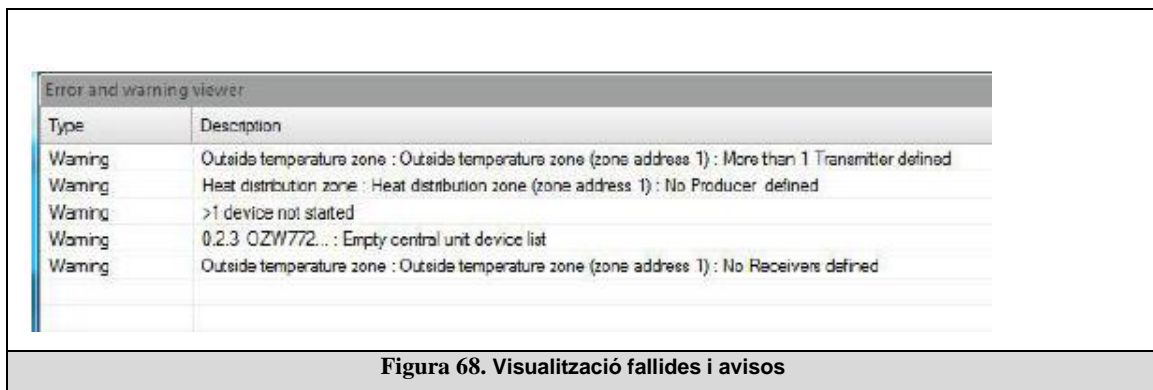 Error and warning viewer
Type Description
Warning Outside temperature zone : Outside temperature zone (zone address 1) : More than 1 Transmitter defined
Warning Heat distribution zone : Heat distribution zone (zone address 1) : No Producer defined
Warning >1 device not started
Warning 0.2.3 OZW772... : Empty central unit device list
Warning Outside temperature zone : Outside temperature zone (zone address 1) : No Receivers defined
Figura 68. Visualització fallides i avisos